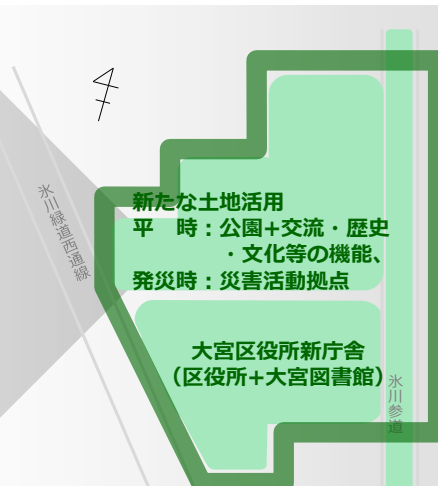 新たな土地活用
平　時：公園+交流・歴史
・文化等の機能、
発災時：災害活動拠点
大宮区役所新庁舎
（区役所+大宮図書館）
氷川緑道西通線
氷川参道